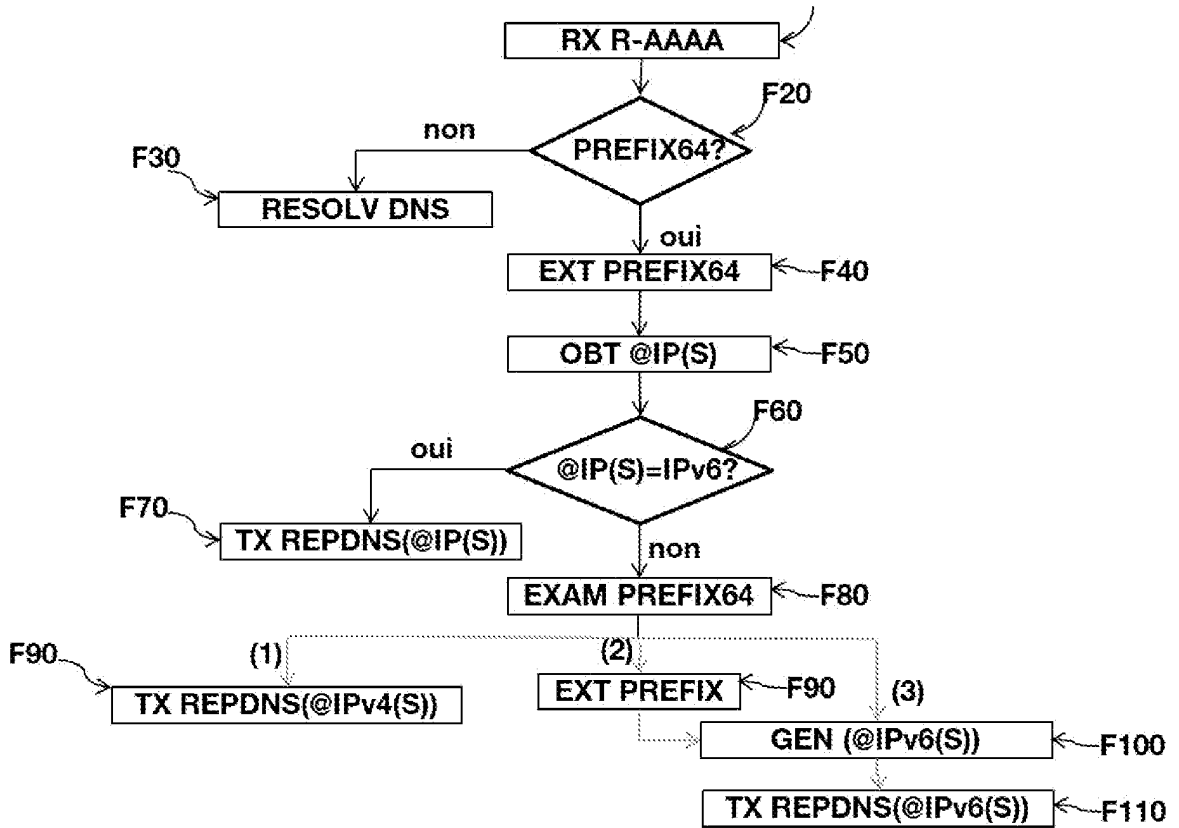 RX R-AAAA
F20
non
PREFIX64?
F30
RESOLV DNS
oui
EXT PREFIX64
F40
OBT @IP(S)
F50
F60
oui
@IP(S)=IPv6?
F70
TX REPDNS(@IP(S))
non
EXAM PREFIX64
F80
F90
(1)
(2)
TX REPDNS(@IPv4(S))
EXT PREFIX
F90
(3)
GEN (@IPv6(S))
F100
TX REPDNS(@IPv6(S))
F110